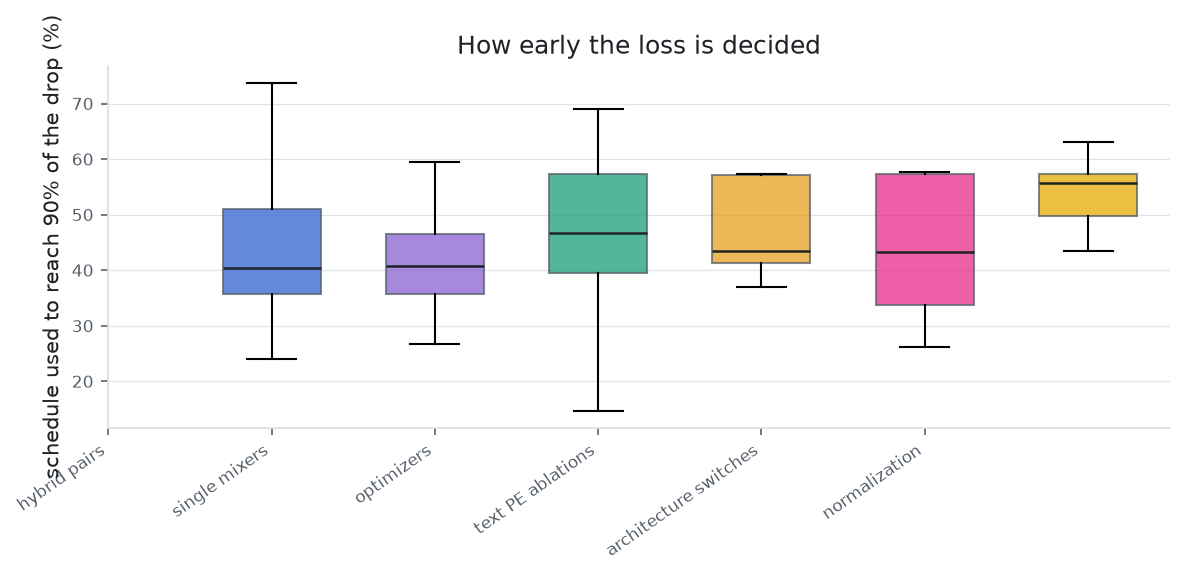 How early the loss is decided
schedule used to reach 90% of the drop (%)
70
60
50
40
30
20
hybrid pairs
single mixers
optimizers
text PE ablations
architecture switches
normalization